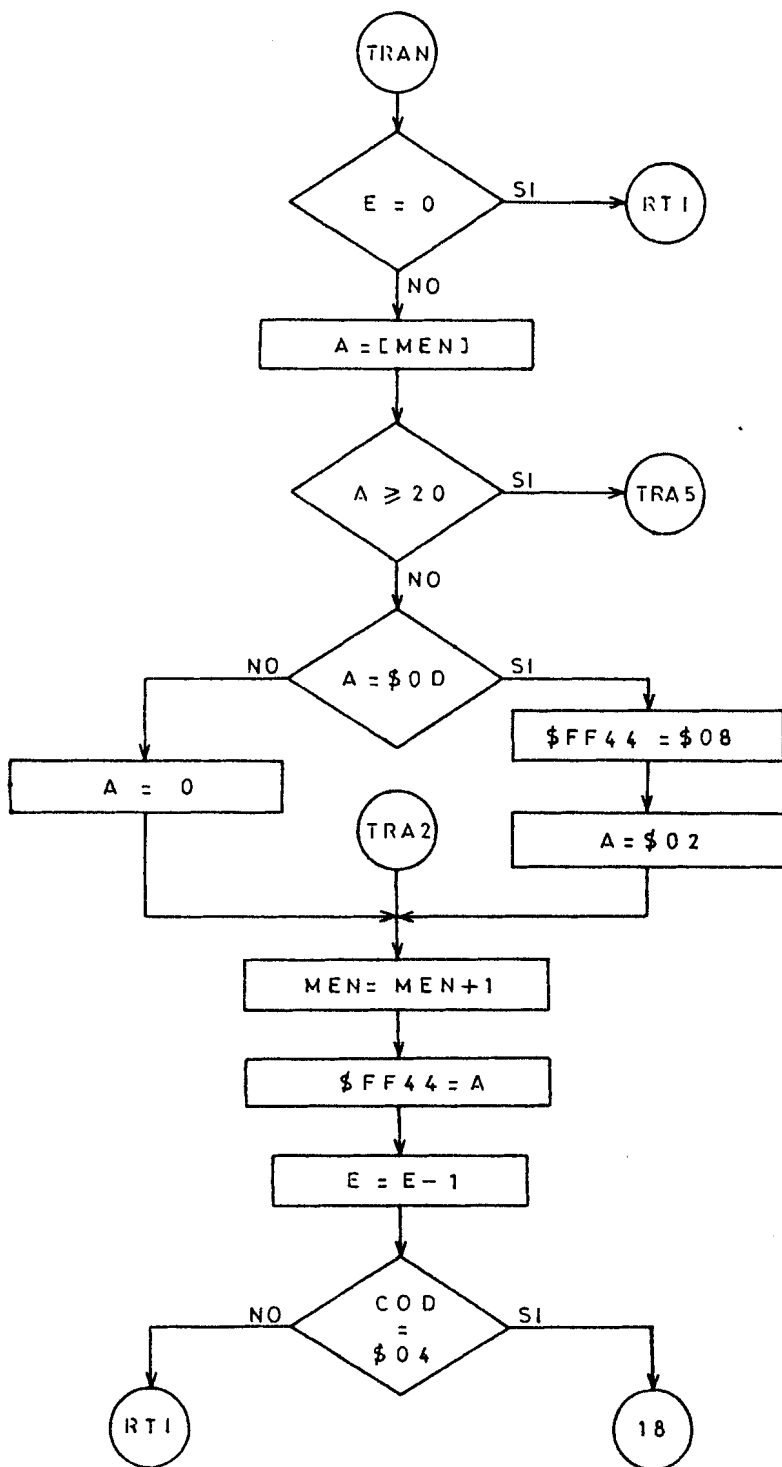 TRAN
E = 0
SI
RTI
NO
A = [MEN]
A ⩾ 20
SI
TRA5
NO
A = $0D
NO
SI
$FF44 = $08
A = 0
TRA2
A = $02
MEN = MEN+1
$FF44 = A
E = E-1
COD
=
$04
NO
SI
RTI
18